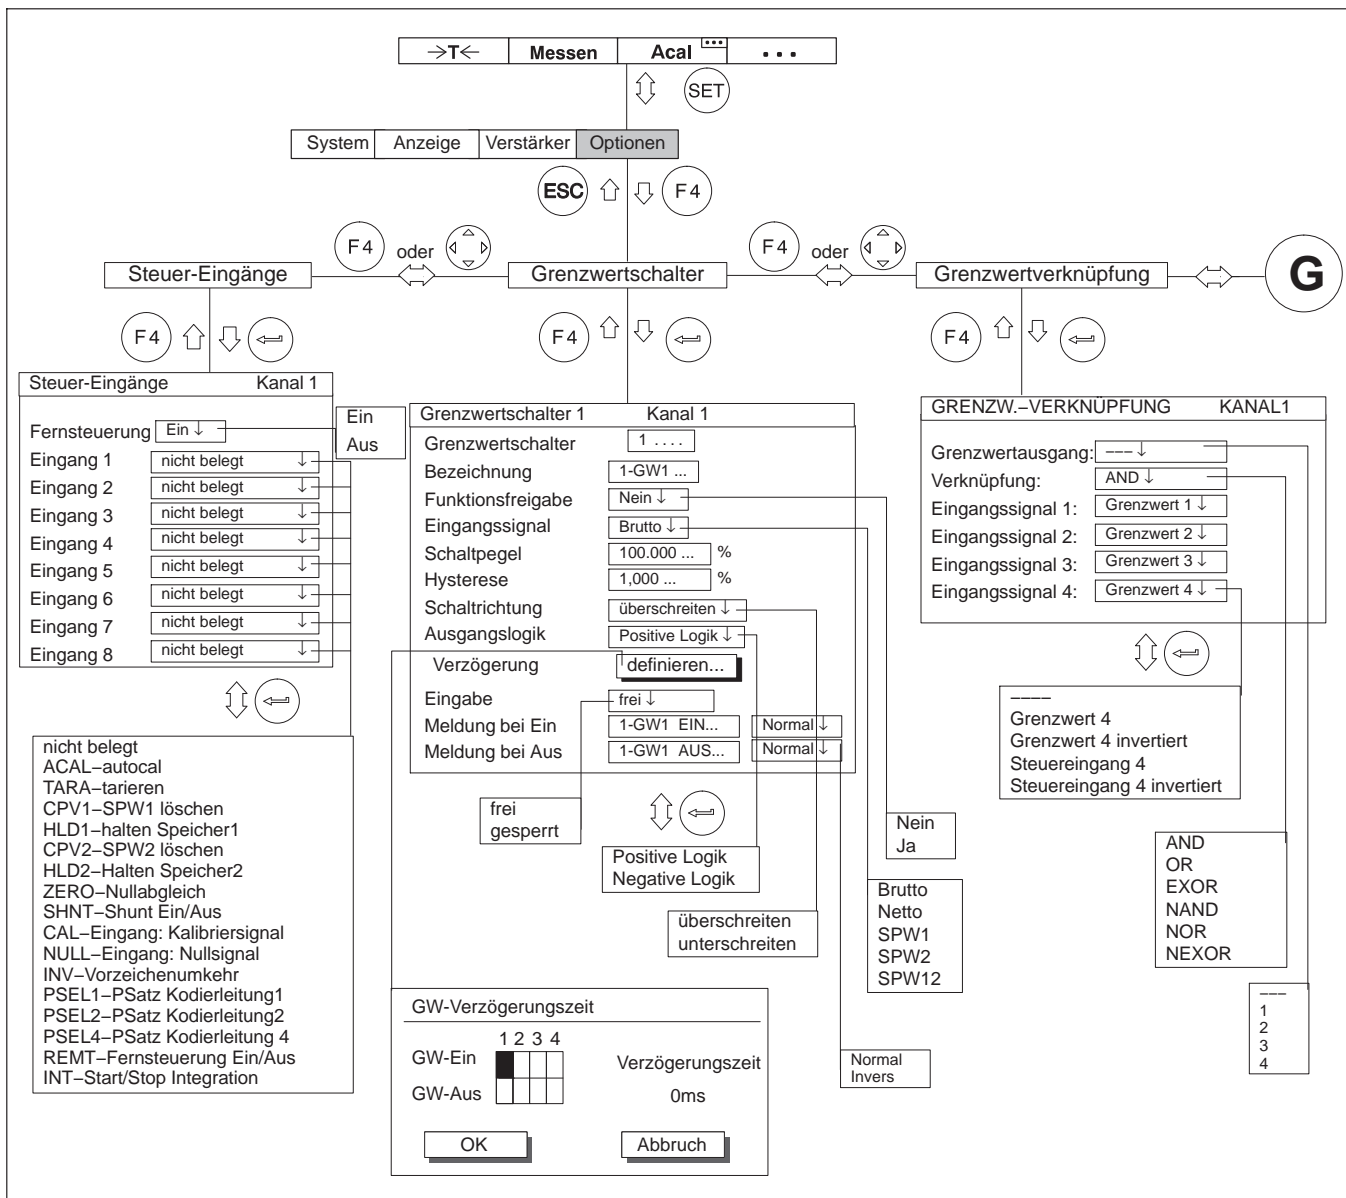 →T← Messen Acal ... ...
SET
System Anzeige Verstärker Optionen
ESC F4
F4 oder F4 oder
Steuer-Eingänge Grenzwertschalter Grenzwertverknüpfung G
F4 F4 F4
Steuer-Eingänge Kanal 1
Fernsteuerung Ein ↓
Eingang 1 nicht belegt ↓
Eingang 2 nicht belegt ↓
Eingang 3 nicht belegt ↓
Eingang 4 nicht belegt ↓
Eingang 5 nicht belegt ↓
Eingang 6 nicht belegt ↓
Eingang 7 nicht belegt ↓
Eingang 8 nicht belegt ↓
Ein
Aus
nicht belegt
ACAL–autocal
TARA–tarieren
CPV1–SPW1 löschen
HLD1–halten Speicher1
CPV2–SPW2 löschen
HLD2–Halten Speicher2
ZERO–Nullabgleich
SHNT–Shunt Ein/Aus
CAL–Eingang: Kalibriersignal
NULL–Eingang: Nullsignal
INV–Vorzeichenumkehr
PSEL1–PSatz Kodierleitung1
PSEL2–PSatz Kodierleitung2
PSEL4–PSatz Kodierleitung 4
REMT–Fernsteuerung Ein/Aus
INT–Start/Stop Integration
Grenzwertschalter 1 Kanal 1
Grenzwertschalter 1 ....
Bezeichnung 1-GW1 ...
Funktionsfreigabe Nein ↓
Eingangssignal Brutto ↓
Schaltpegel 100.000 ... %
Hysterese 1,000 ... %
Schaltrichtung überschreiten ↓
Ausgangslogik Positive Logik ↓
Verzögerung definieren...
Eingabe frei ↓
Meldung bei Ein 1-GW1 EIN... Normal ↓
Meldung bei Aus 1-GW1 AUS... Normal ↓
frei
gesperrt
Positive Logik
Negative Logik
überschreiten
unterschreiten
Nein
Ja
Brutto
Netto
SPW1
SPW2
SPW12
Normal
Invers
GW-Verzögerungszeit
1 2 3 4
GW-Ein Verzögerungszeit
GW-Aus 0ms
OK Abbruch
GRENZW.–VERKNÜPFUNG KANAL1
Grenzwertausgang: ––– ↓
Verknüpfung: AND ↓
Eingangssignal 1: Grenzwert 1 ↓
Eingangssignal 2: Grenzwert 2 ↓
Eingangssignal 3: Grenzwert 3 ↓
Eingangssignal 4: Grenzwert 4 ↓
––––
Grenzwert 4
Grenzwert 4 invertiert
Steuereingang 4
Steuereingang 4 invertiert
AND
OR
EXOR
NAND
NOR
NEXOR
–––
1
2
3
4